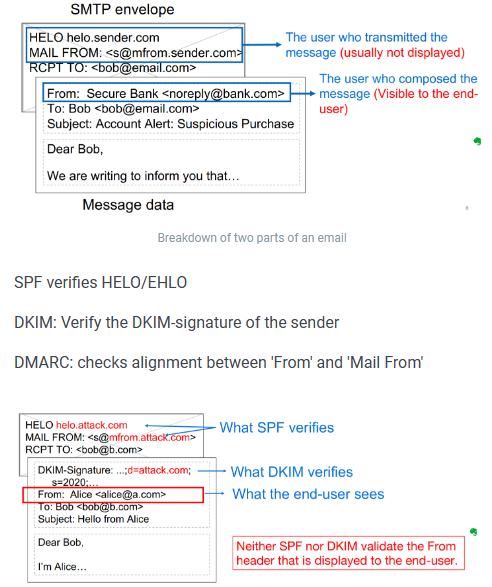 SMTP envelope
HELO helo.sender.com
MAIL FROM: <s@mfrom.sender.com>
RCPT TO: <bob@email.com>
The user who transmitted the
message (usually not displayed)
From:  Secure Bank <noreply@bank.com>
To: Bob <bob@email.com>
Subject: Account Alert: Suspicious Purchase
The user who composed the
message (Visible to the end-
user)
Dear Bob,
We are writing to inform you that…
Message data
Breakdown of two parts of an email
SPF verifies HELO/EHLO
DKIM: Verify the DKIM-signature of the sender
DMARC: checks alignment between 'From' and 'Mail From'
HELO helo.attack.com
MAIL FROM: <s@mfrom.attack.com>
RCPT TO: <bob@b.com>
What SPF verifies
DKIM-Signature: ...;d=attack.com;
s=2020;…
What DKIM verifies
From:  Alice <alice@a.com>
What the end-user sees
To: Bob <bob@b.com>
Subject: Hello from Alice
Dear Bob,
I'm Alice…
Neither SPF nor DKIM validate the From
header that is displayed to the end-user.